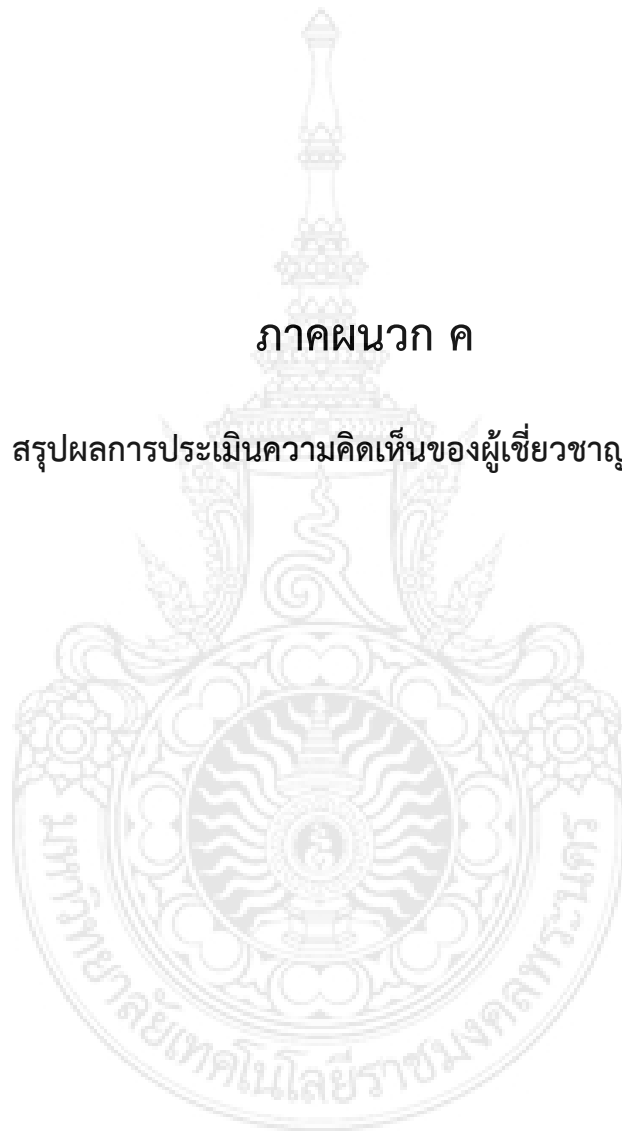 ภาคผนวก ค
สรุปผลการประเมินความคิดเห็นของผู้เชี่ยวชาญ
มหาวิทยาลัยเทคโนโลยีราชมงคลพระนคร